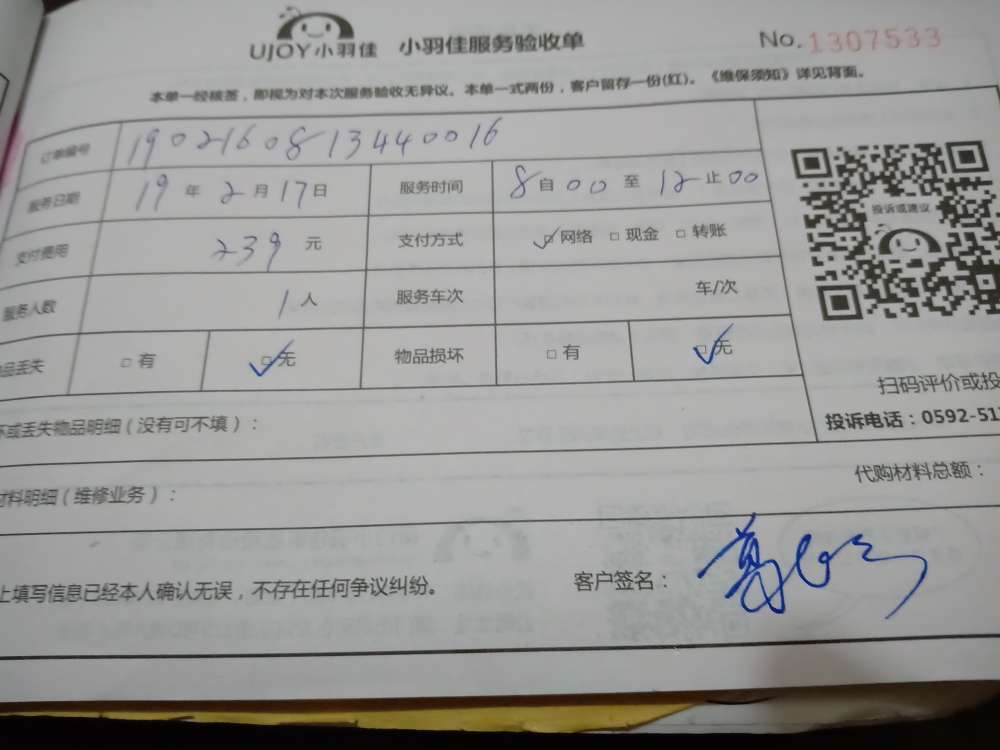 UJOY小羽佳 小羽佳服务验收单 No. 1307533
本单一经核签，即视为对本次服务验收无异议。本单一式两份，客户留存一份(红)。《维保须知》详见背面。
订单编号 1902160813440016
服务日期 19 年 2 月 17 日 服务时间 8 自 00 至 12 止 00
支付费用 239 元 支付方式 ☑网络 □ 现金 □ 转账
投诉或建议
服务人数 1 人 服务车次 车/次
品丢失 □ 有 ☑无 物品损坏 □ 有 ☑无
扫码评价或投
坏或丢失物品明细（没有可不填）：
投诉电话：0592-51
材料明细（维修业务）： 代购材料总额：
上填写信息已经本人确认无误，不存在任何争议纠纷。 客户签名：